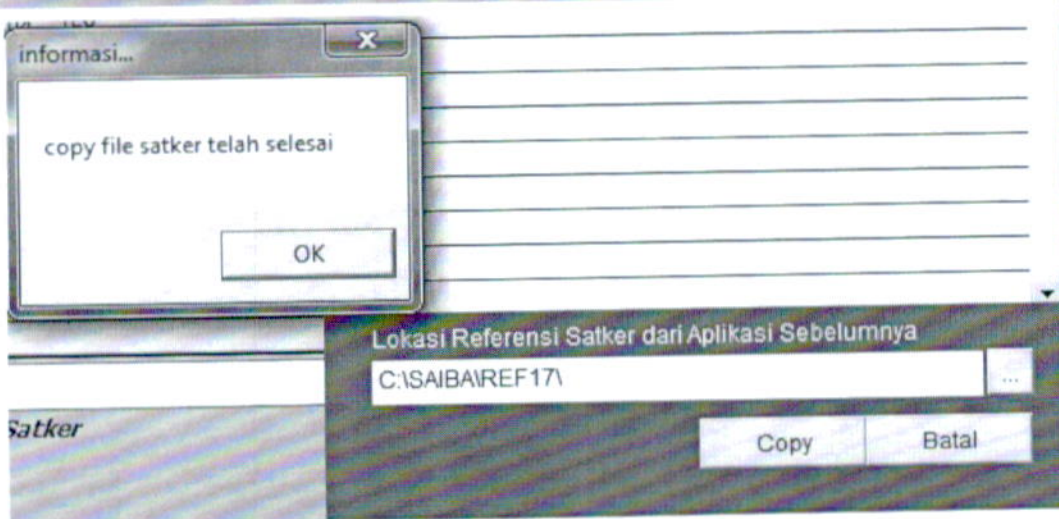 informasi...
copy file satker telah selesai
OK
Lokasi Referensi Satker dari Aplikasi Sebelumnya
C:\SAIBA\REF17\
...
Satker
Copy
Batal